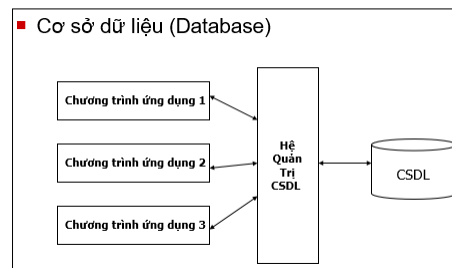 Cơ sở dữ liệu (Database)
Chương trình ứng dụng 1
Chương trình ứng dụng 2
Chương trình ứng dụng 3
Hệ
Quản
Trị
CSDL
CSDL